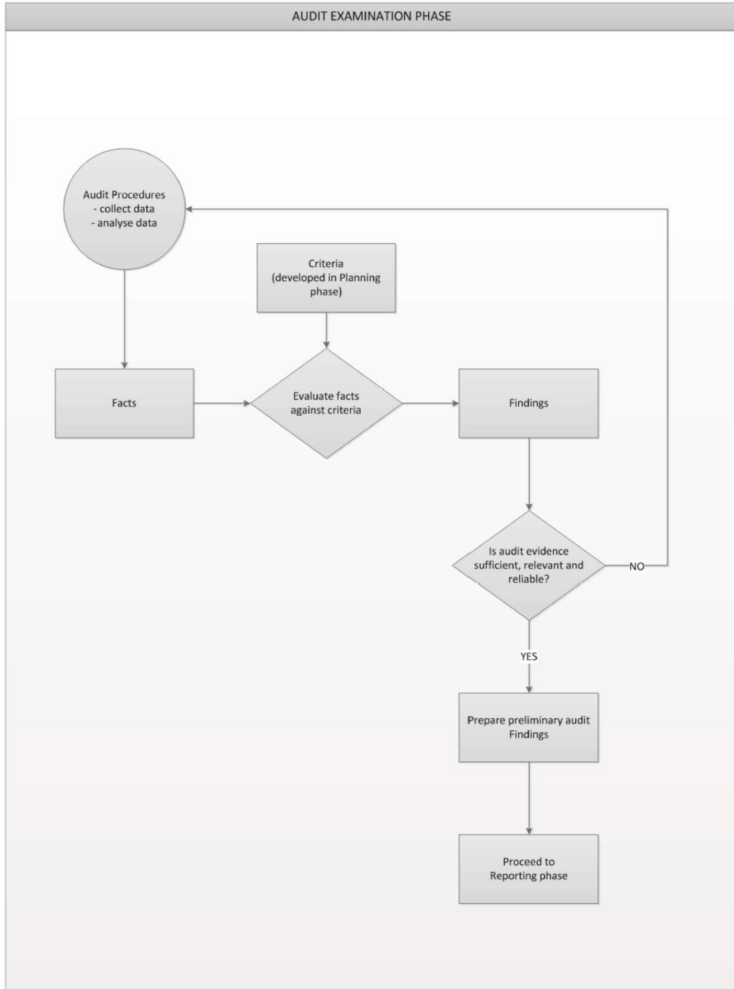 AUDIT EXAMINATION PHASE
Audit Procedures
- collect data
- analyse data
Criteria
(developed in Planning
phase)
Facts
Evaluate facts
against criteria
Findings
Is audit evidence
sufficient, relevant and
reliable?
NO
YES
Prepare preliminary audit
Findings
Proceed to
Reporting phase